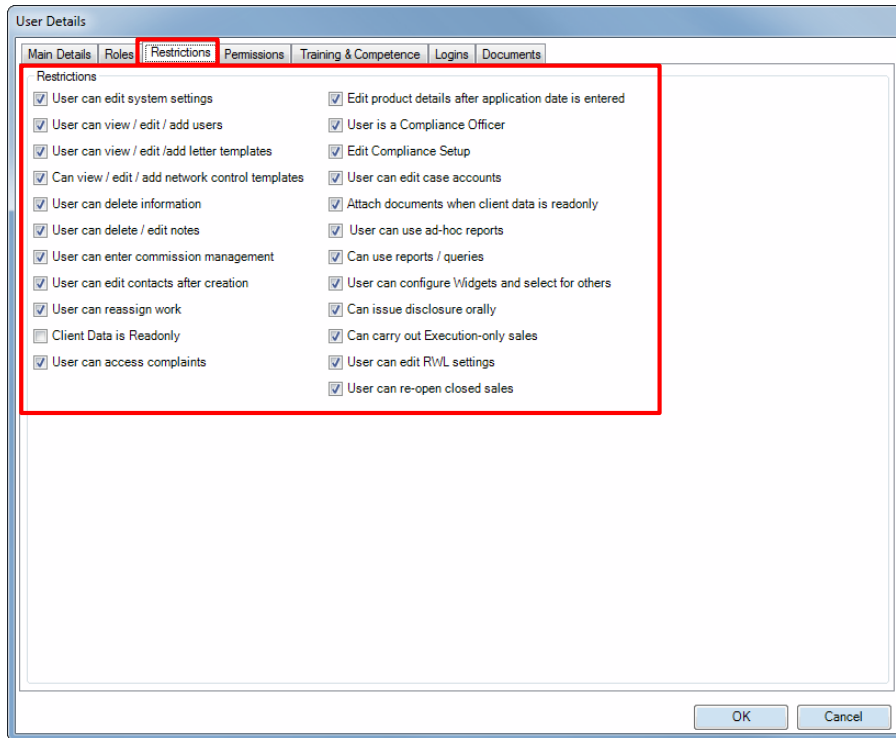 User Details
Main Details Roles Restrictions Permissions Training & Competence Logins Documents
Restrictions
User can edit system settings
User can view / edit / add users
User can view / edit /add letter templates
Can view / edit / add network control templates
User can delete information
User can delete / edit notes
User can enter commission management
User can edit contacts after creation
User can reassign work
Client Data is Readonly
User can access complaints
Edit product details after application date is entered
User is a Compliance Officer
Edit Compliance Setup
User can edit case accounts
Attach documents when client data is readonly
User can use ad-hoc reports
Can use reports / queries
User can configure Widgets and select for others
Can issue disclosure orally
Can carry out Execution-only sales
User can edit RWL settings
User can re-open closed sales
OK Cancel